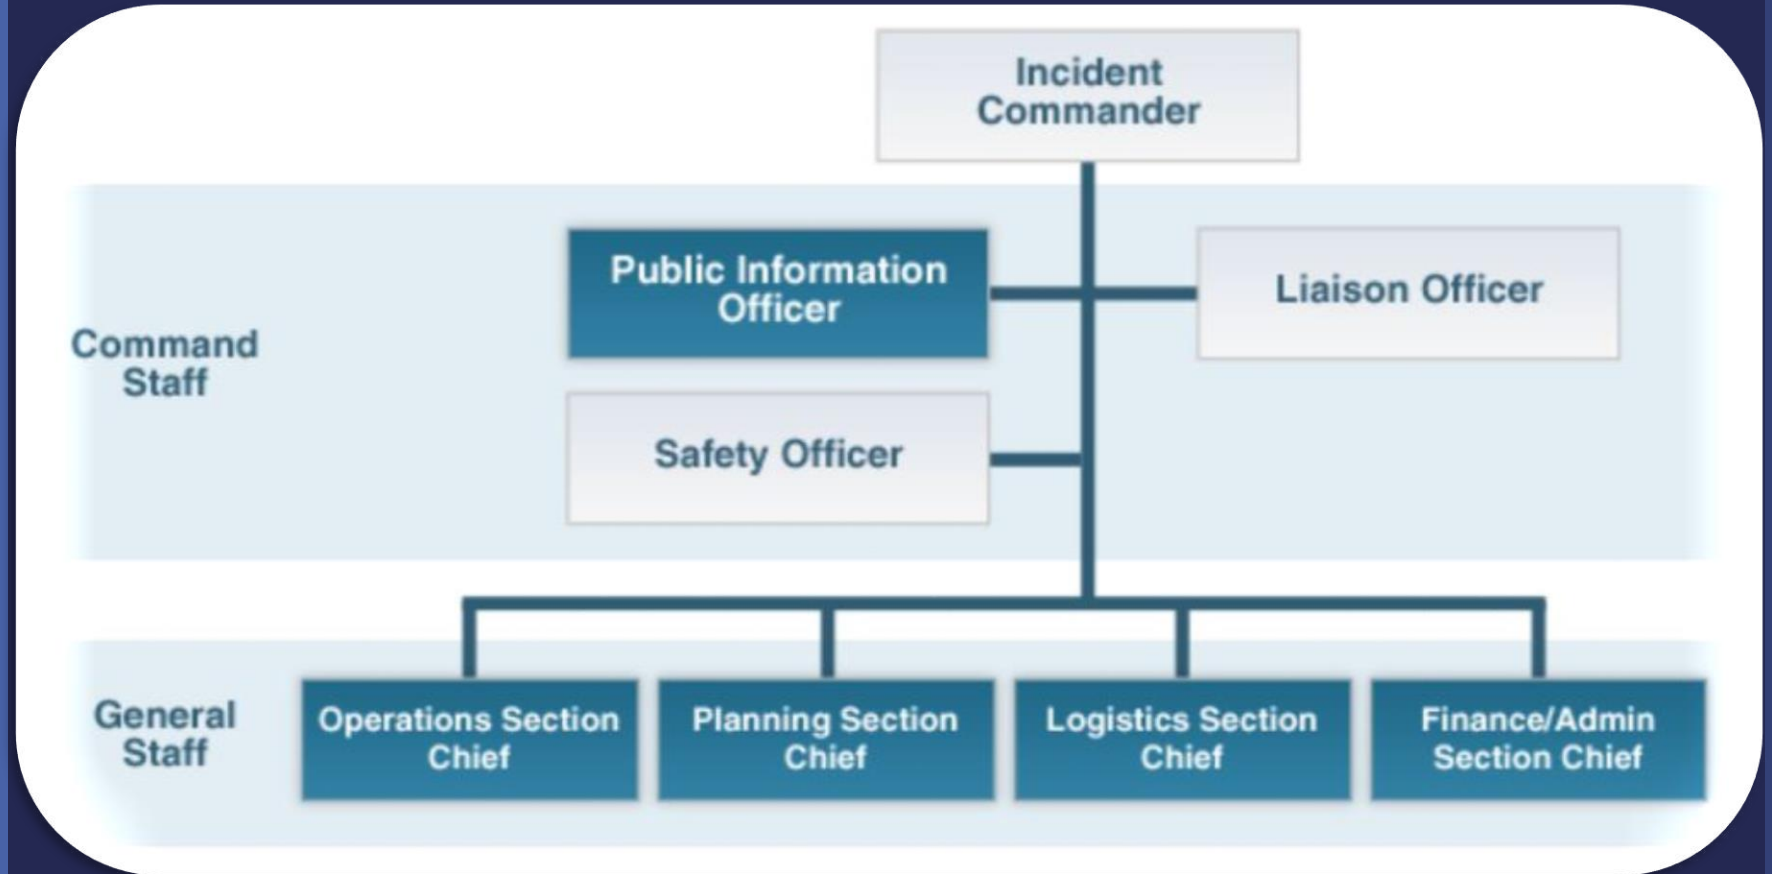 Incident
Commander
Public Information
Officer
Liaison Officer
Command
Staff
Safety Officer
General
Staff
Operations Section
Chief
Planning Section
Chief
Logistics Section
Chief
Finance/Admin
Section Chief